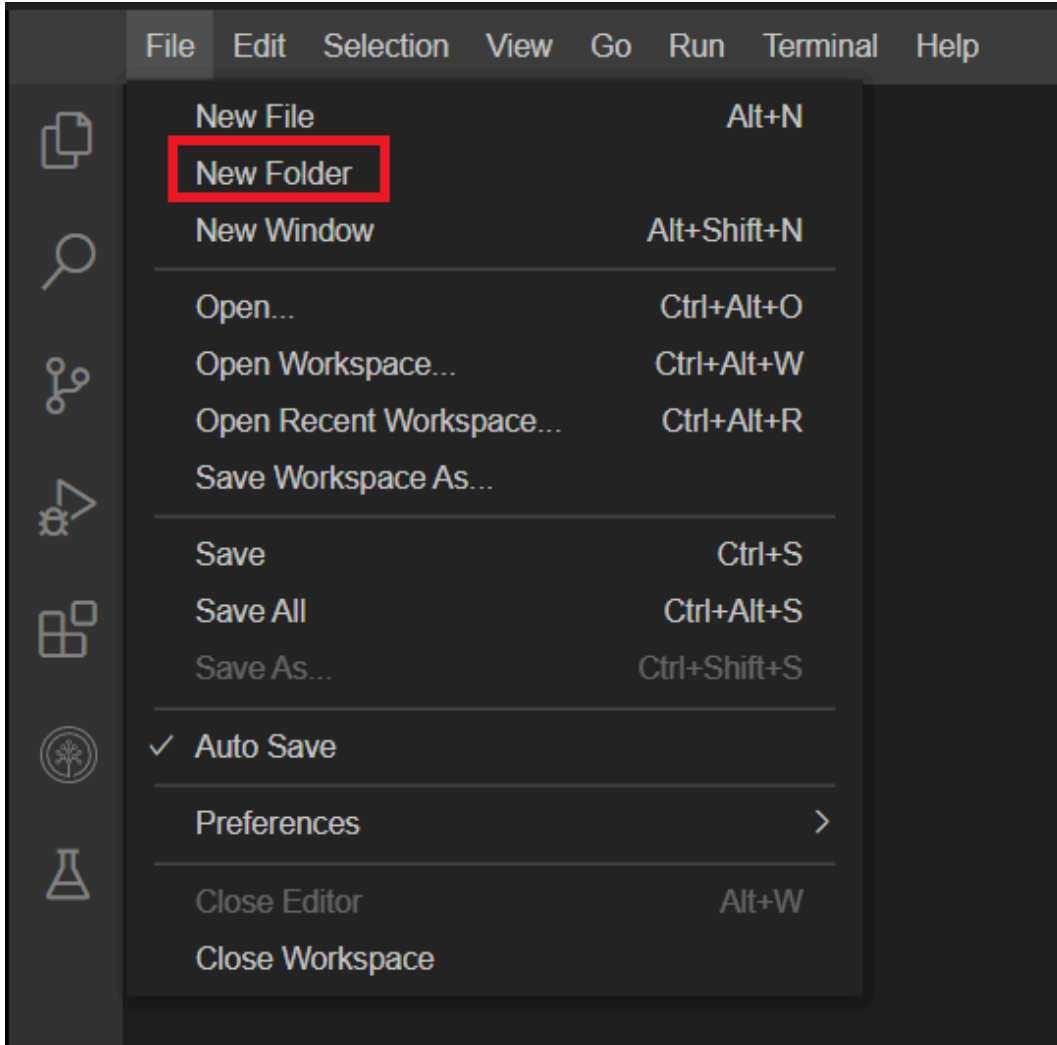 File Edit Selection View Go Run Terminal Help
New File Alt+N
New Folder
New Window Alt+Shift+N
Open... Ctrl+Alt+O
Open Workspace... Ctrl+Alt+W
Open Recent Workspace... Ctrl+Alt+R
Save Workspace As...
Save Ctrl+S
Save All Ctrl+Alt+S
Save As... Ctrl+Shift+S
Auto Save
Preferences
Close Editor Alt+W
Close Workspace